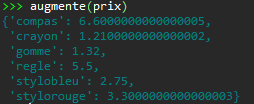 >>> augmente(prix)
{'compas': 6.6000000000000005,
 'crayon': 1.2100000000000002,
 'gomme': 1.32,
 'regle': 5.5,
 'stylobleu': 2.75,
 'stylorouge': 3.3000000000000003}